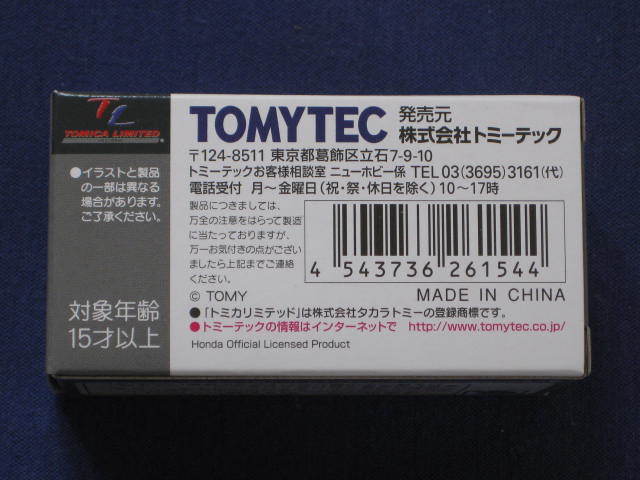 TL
TOMICA LIMITED
●イラストと製品
の一部は異なる
場合があります。
ご了承ください。
対象年齢
15才以上
TOMYTEC
発売元
株式会社トミーテック
〒124-8511 東京都葛飾区立石7-9-10
トミーテックお客様相談室 ニューホビー係 TEL 03(3695)3161(代)
電話受付 月〜金曜日(祝・祭・休日を除く)10〜17時
製品につきましては、
万全の注意をはらって製造
に当たっておりますが、
万一お気付きの点がござい
ましたら上記までご連絡
ください。
4 543736 261544
© TOMY
MADE IN CHINA
●「トミカリミテッド」は株式会社タカラトミーの登録商標です。
●トミーテックの情報はインターネットで http://www.tomytec.co.jp/
Honda Official Licensed Product